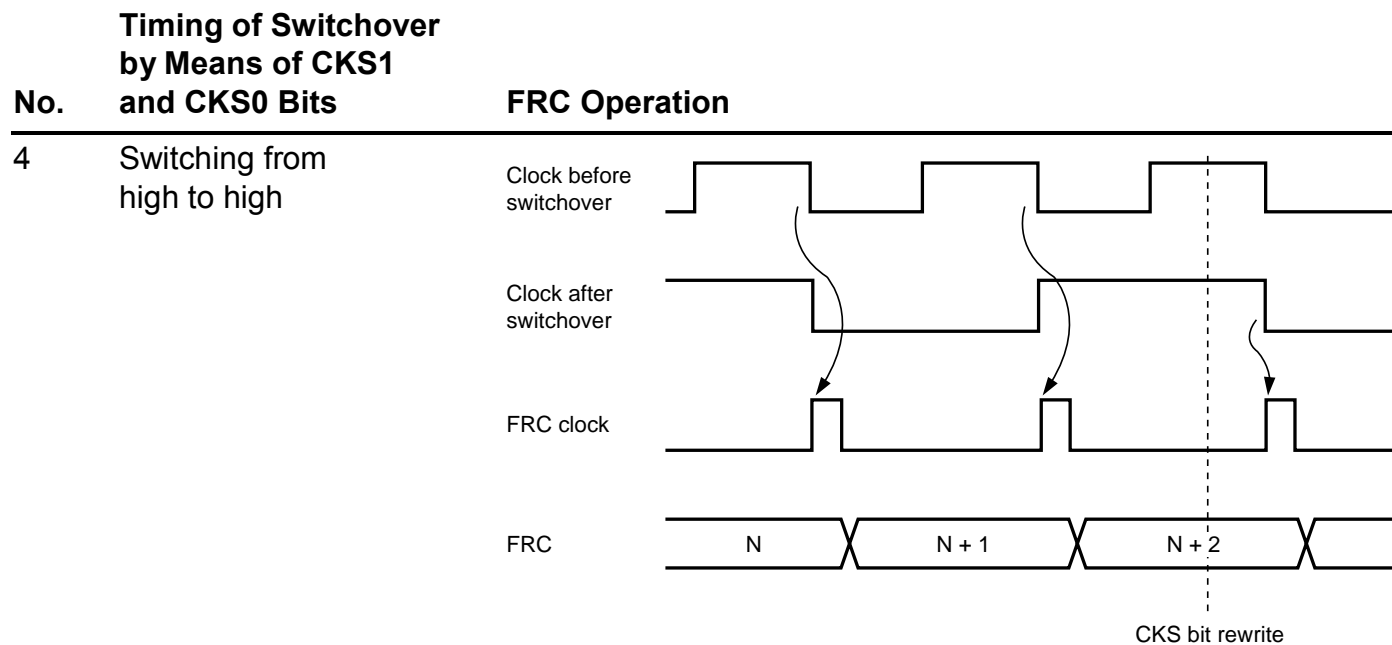 Timing of Switchover
by Means of CKS1
No. and CKS0 Bits FRC Operation
4 Switching from
high to high
Clock before
switchover
Clock after
switchover
FRC clock
FRC N N + 1 N + 2
CKS bit rewrite